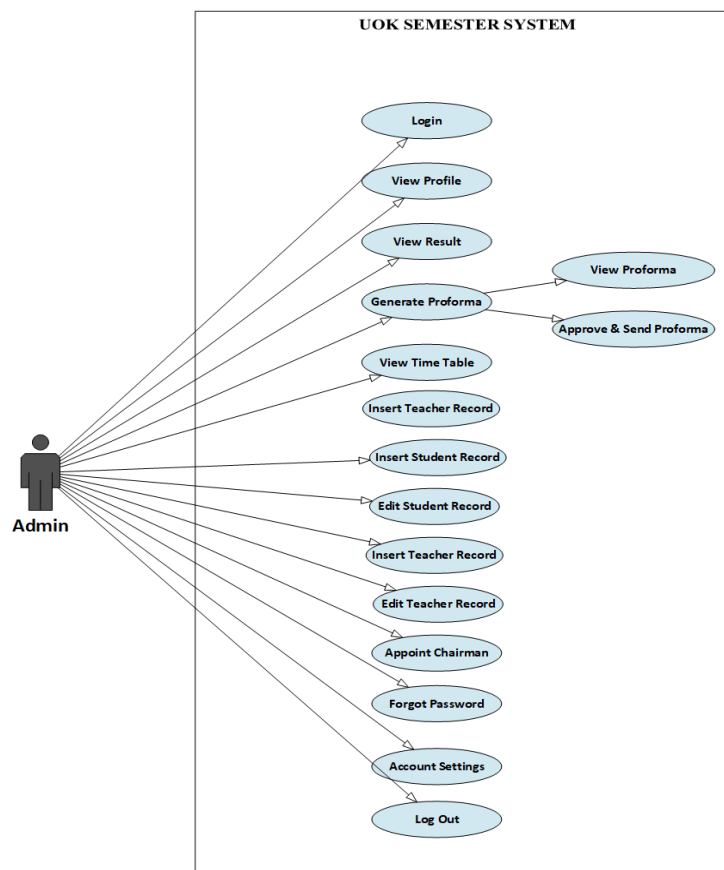 UOK SEMESTER SYSTEM
Login
View Profile
View Result
Generate Proforma
View Proforma
Approve & Send Proforma
View Time Table
Insert Teacher Record
Insert Student Record
Edit Student Record
Insert Teacher Record
Edit Teacher Record
Appoint Chairman
Forgot Password
Account Settings
Log Out
Admin